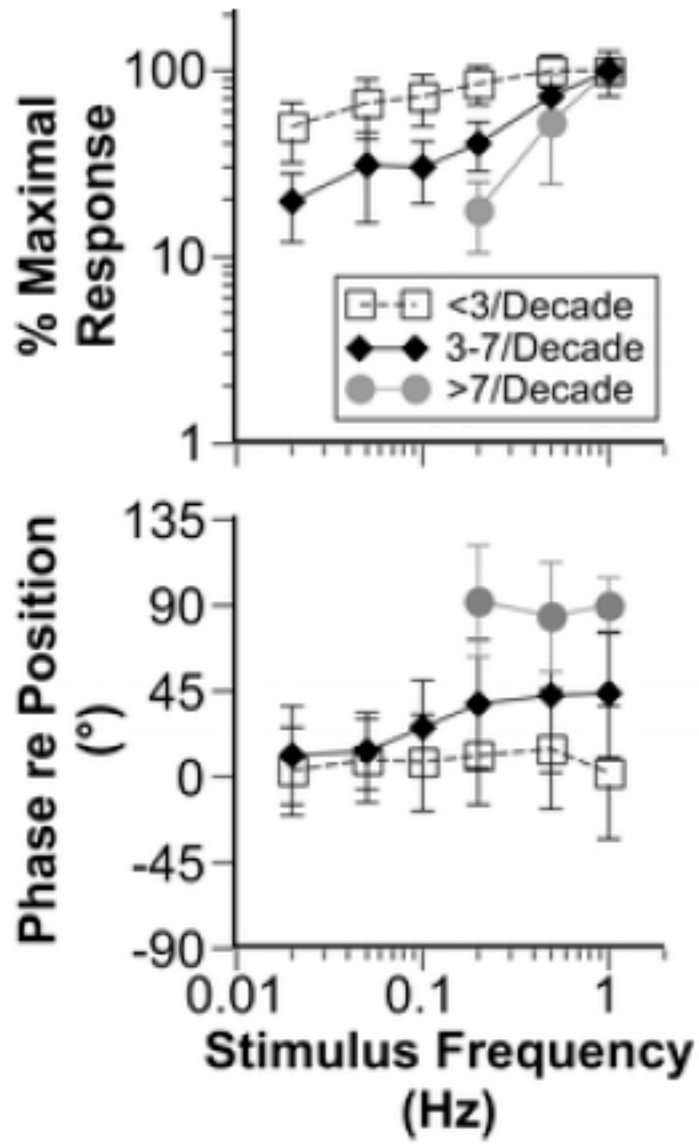 % Maximal
Response
100
10
1
<3/Decade
3-7/Decade
>7/Decade
Phase re Position
(°)
135
90
45
0
-45
-90
0.01
0.1
1
Stimulus Frequency
(Hz)